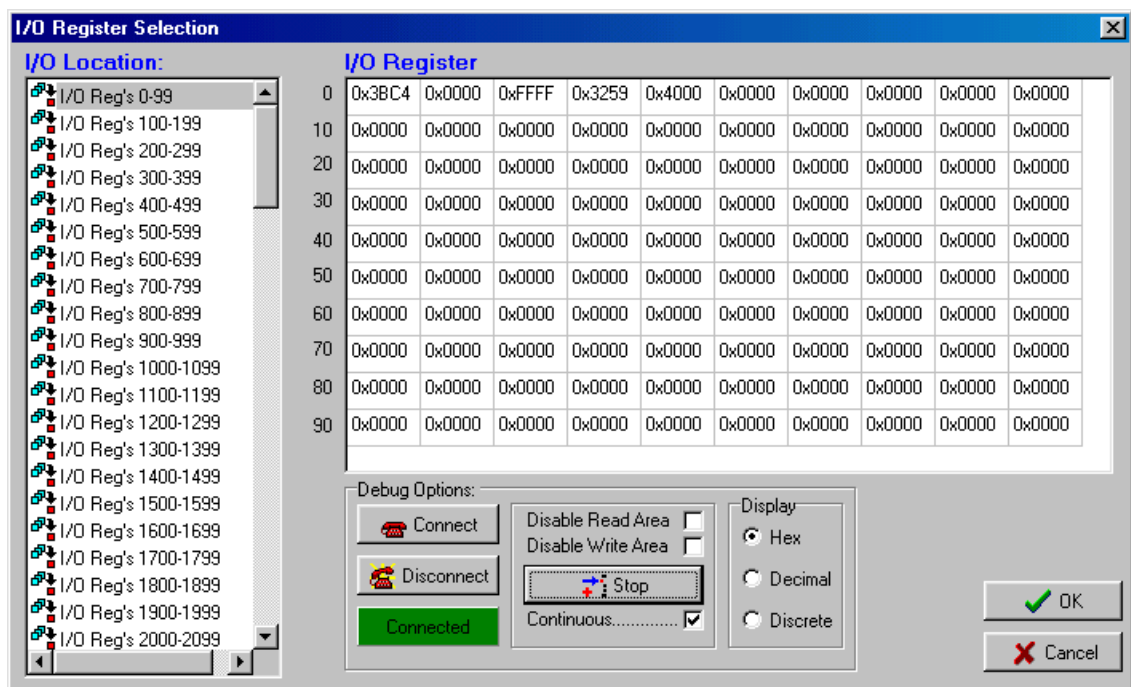 I/O Register Selection
I/O Location:
I/O Reg's 0-99
I/O Reg's 100-199
I/O Reg's 200-299
I/O Reg's 300-399
I/O Reg's 400-499
I/O Reg's 500-599
I/O Reg's 600-699
I/O Reg's 700-799
I/O Reg's 800-899
I/O Reg's 900-999
I/O Reg's 1000-1099
I/O Reg's 1100-1199
I/O Reg's 1200-1299
I/O Reg's 1300-1399
I/O Reg's 1400-1499
I/O Reg's 1500-1599
I/O Reg's 1600-1699
I/O Reg's 1700-1799
I/O Reg's 1800-1899
I/O Reg's 1900-1999
I/O Reg's 2000-2099
I/O Register
0 0x3BC4 0x0000 0xFFFF 0x3259 0x4000 0x0000 0x0000 0x0000 0x0000 0x0000
10 0x0000 0x0000 0x0000 0x0000 0x0000 0x0000 0x0000 0x0000 0x0000 0x0000
20 0x0000 0x0000 0x0000 0x0000 0x0000 0x0000 0x0000 0x0000 0x0000 0x0000
30 0x0000 0x0000 0x0000 0x0000 0x0000 0x0000 0x0000 0x0000 0x0000 0x0000
40 0x0000 0x0000 0x0000 0x0000 0x0000 0x0000 0x0000 0x0000 0x0000 0x0000
50 0x0000 0x0000 0x0000 0x0000 0x0000 0x0000 0x0000 0x0000 0x0000 0x0000
60 0x0000 0x0000 0x0000 0x0000 0x0000 0x0000 0x0000 0x0000 0x0000 0x0000
70 0x0000 0x0000 0x0000 0x0000 0x0000 0x0000 0x0000 0x0000 0x0000 0x0000
80 0x0000 0x0000 0x0000 0x0000 0x0000 0x0000 0x0000 0x0000 0x0000 0x0000
90 0x0000 0x0000 0x0000 0x0000 0x0000 0x0000 0x0000 0x0000 0x0000 0x0000
Debug Options:
Connect
Disconnect
Connected
Disable Read Area
Disable Write Area
Stop
Continuous.............
Display
Hex
Decimal
Discrete
OK
Cancel